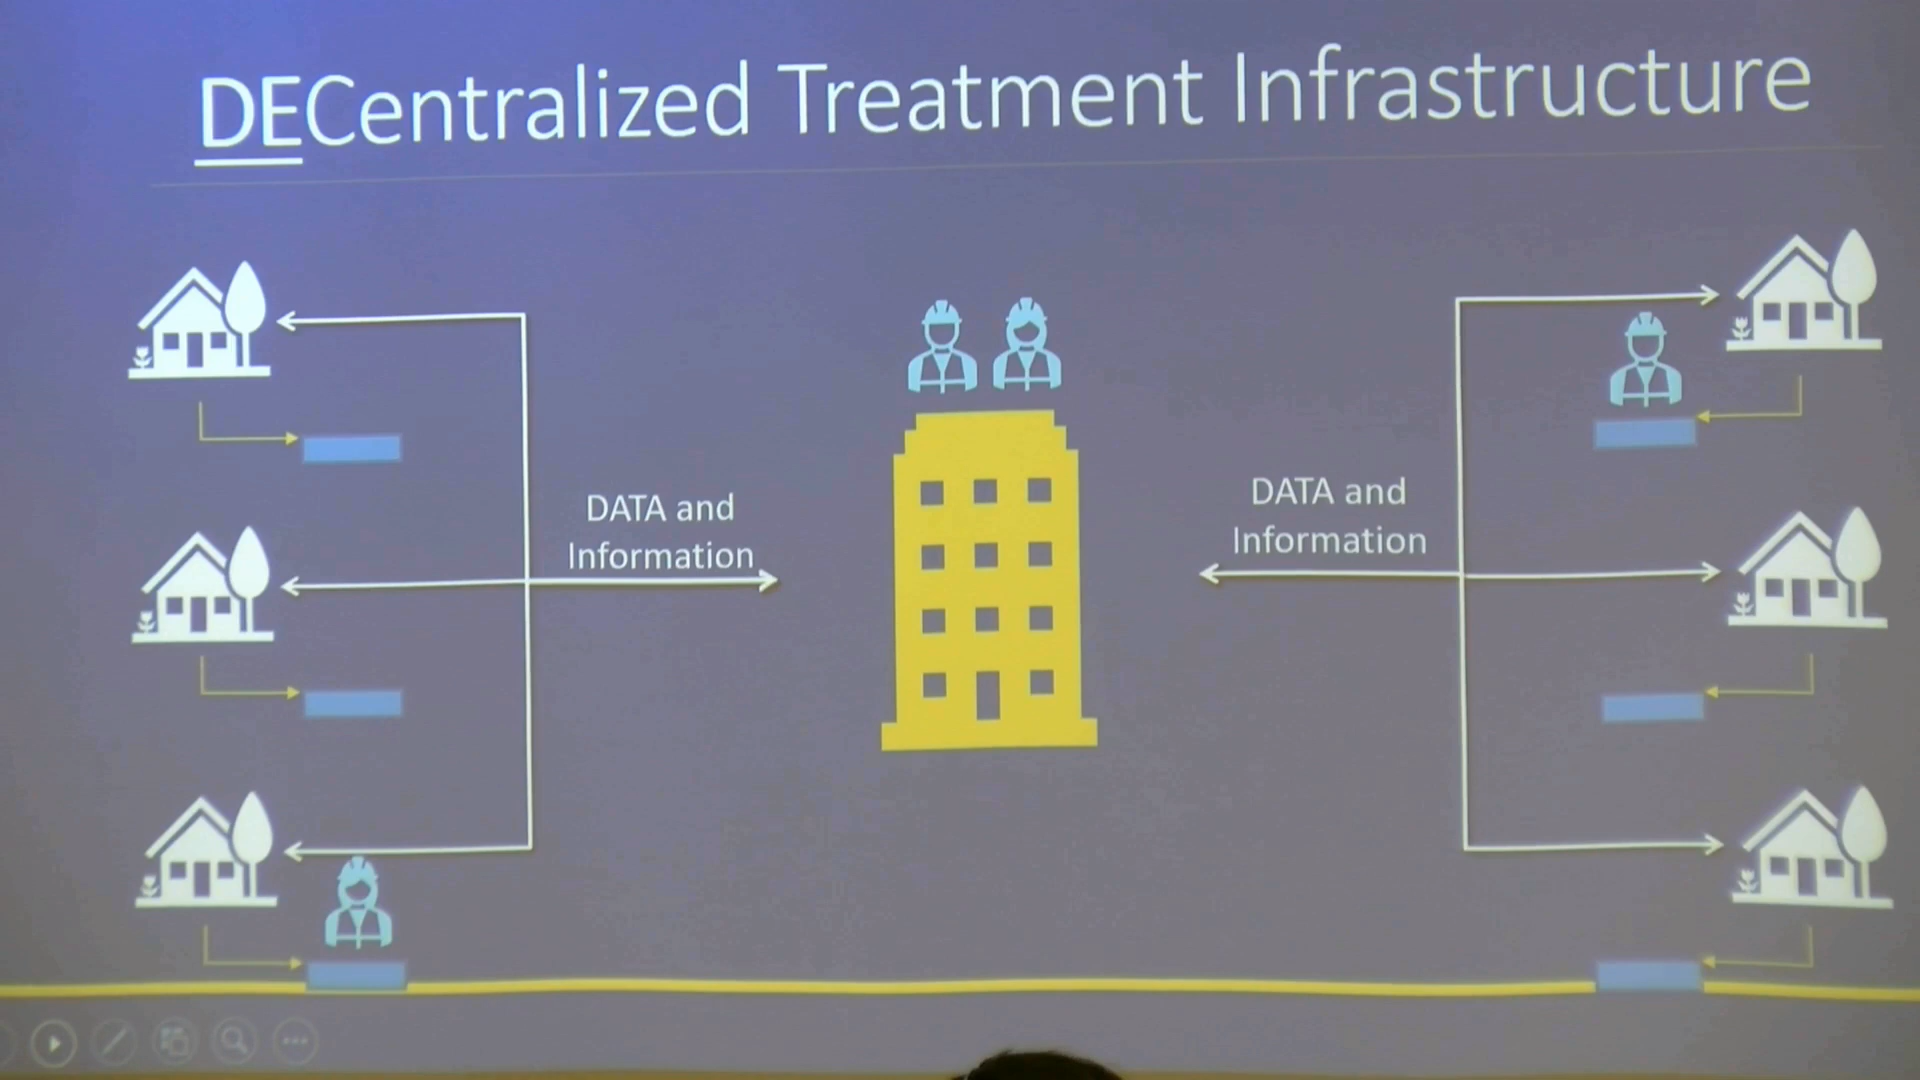 DECentralized Treatment Infrastructure
DATA and
Information
DATA and
Information